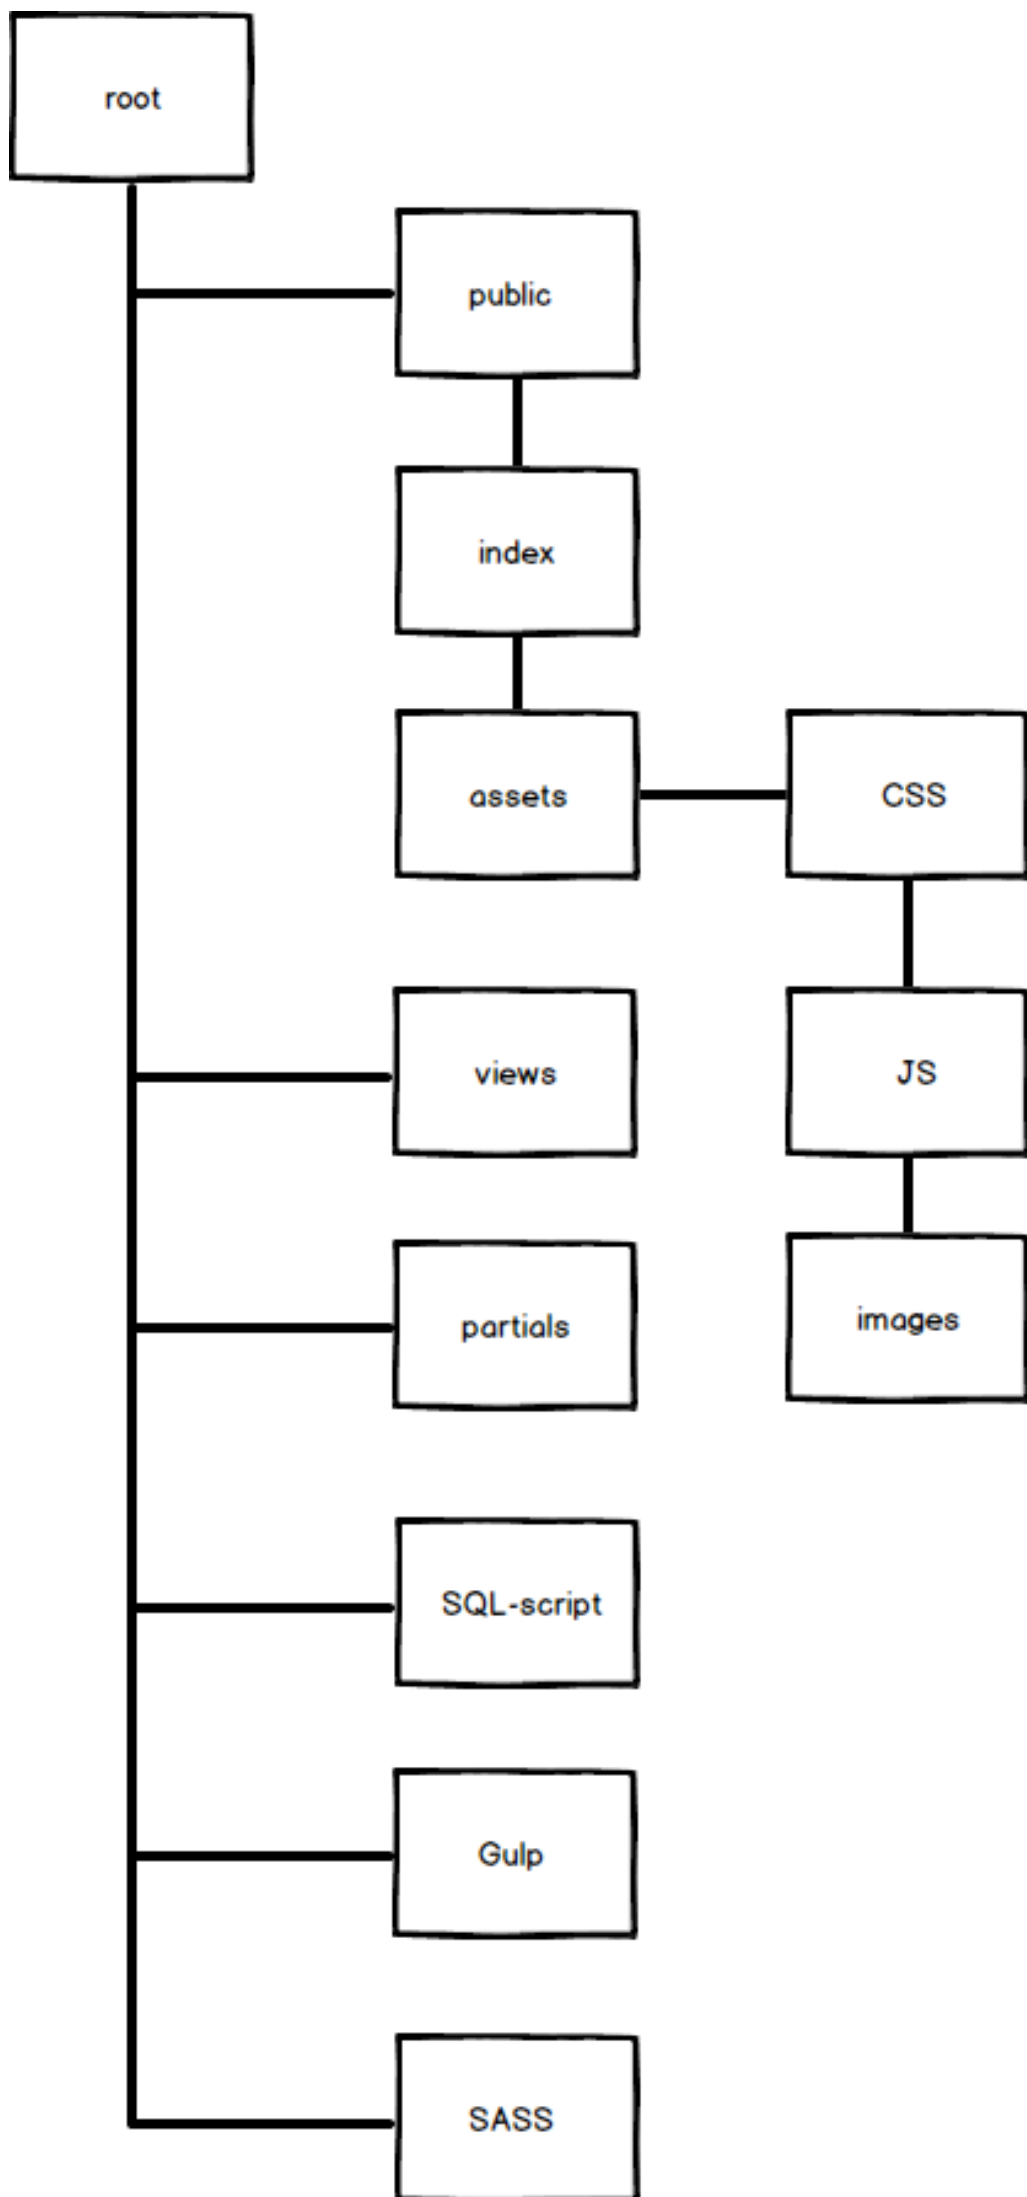 root
public
index
assets
CSS
views
JS
partials
images
SQL-script
Gulp
SASS